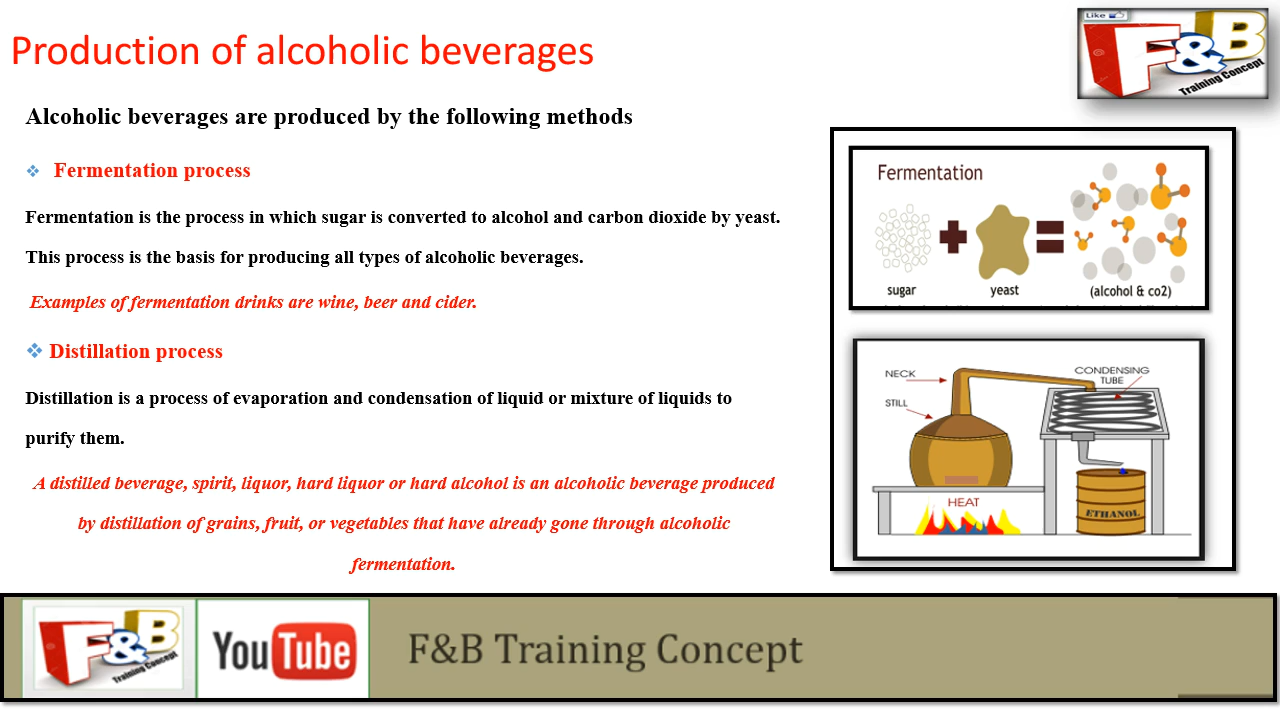 Production of alcoholic beverages
Like
F&B
Training Concept
Alcoholic beverages are produced by the following methods
Fermentation process
Fermentation is the process in which sugar is converted to alcohol and carbon dioxide by yeast.
This process is the basis for producing all types of alcoholic beverages.
Examples of fermentation drinks are wine, beer and cider.
Distillation process
Distillation is a process of evaporation and condensation of liquid or mixture of liquids to
purify them.
A distilled beverage, spirit, liquor, hard liquor or hard alcohol is an alcoholic beverage produced
by distillation of grains, fruit, or vegetables that have already gone through alcoholic
fermentation.
Fermentation
sugar
yeast
(alcohol & co2)
NECK
CONDENSING
TUBE
STILL
HEAT
ETHANOL
F&B
Training Concept
YouTube
F&B Training Concept